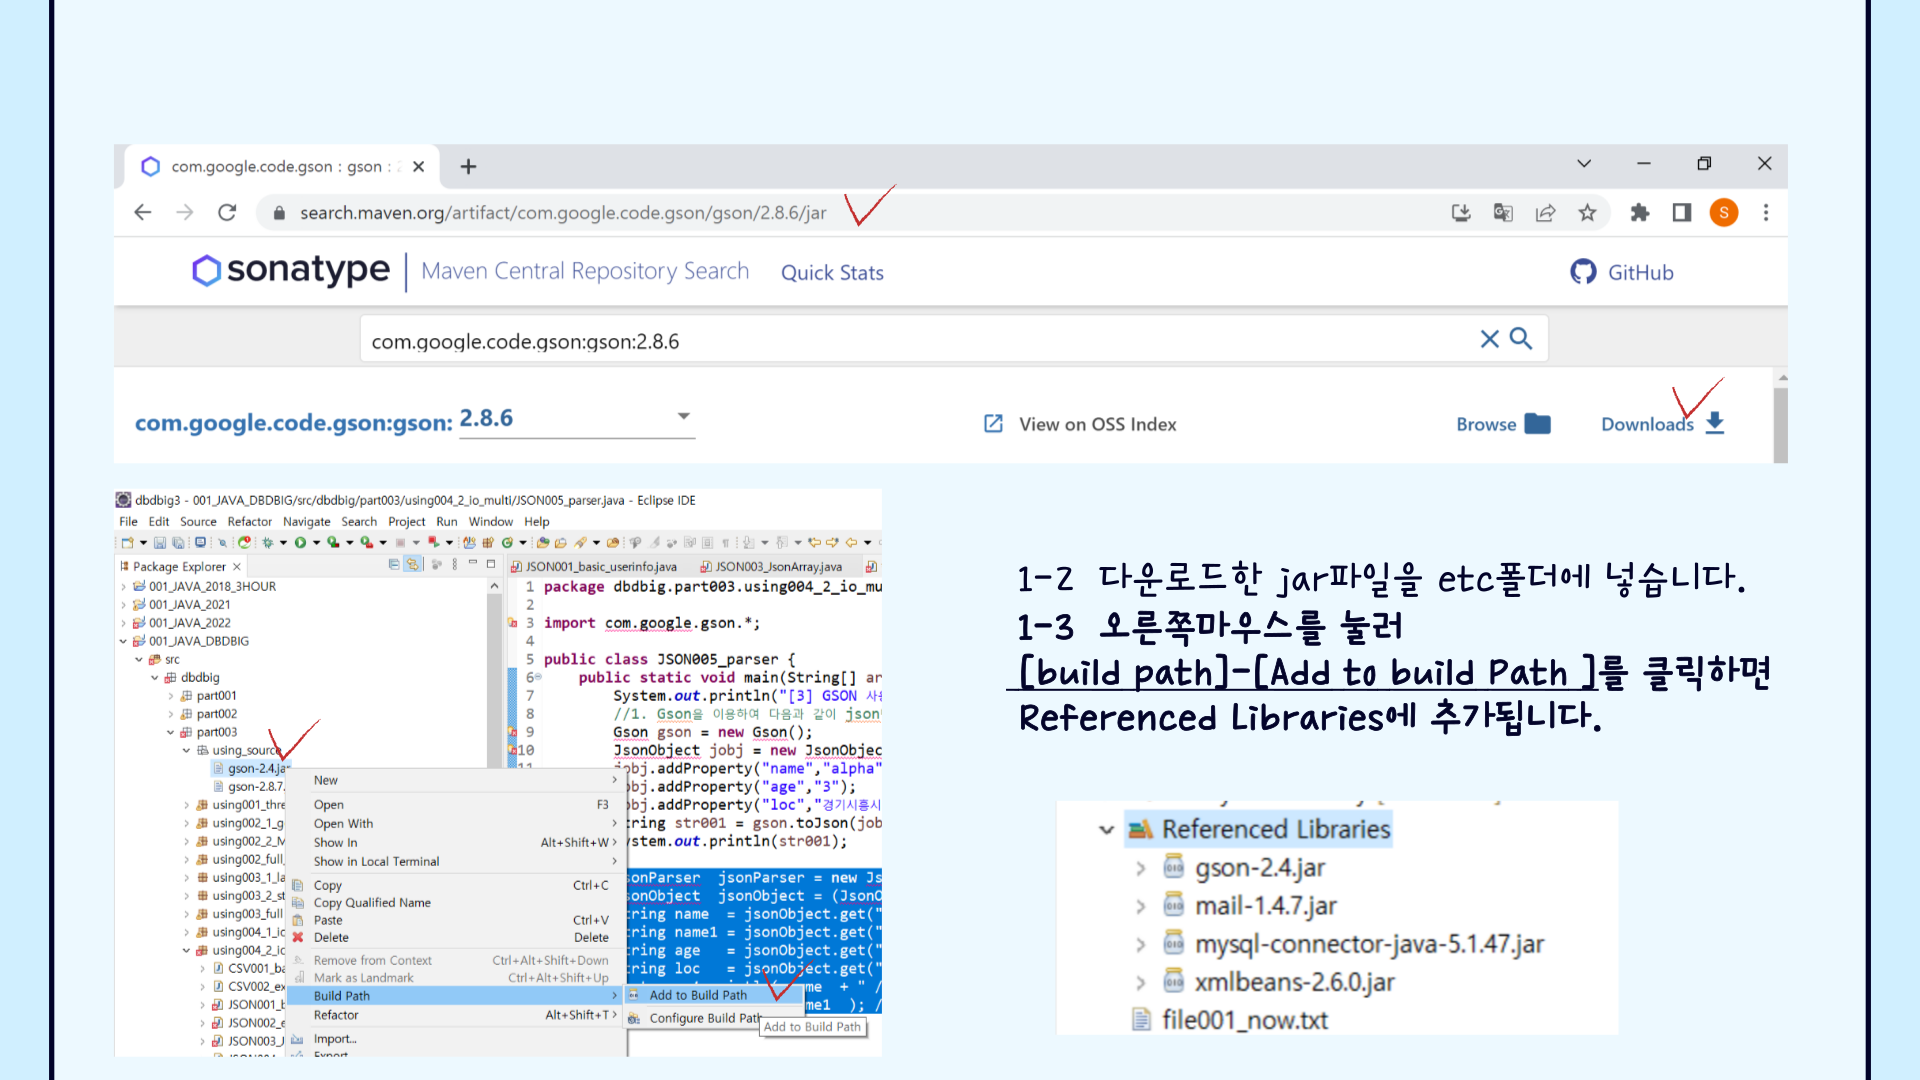 com.google.code.gson : gson :
search.maven.org/artifact/com.google.code.gson/gson/2.8.6/jar
S
sonatype
Maven Central Repository Search
Quick Stats
GitHub
com.google.code.gson:gson:2.8.6
com.google.code.gson:gson: 2.8.6
View on OSS Index
Browse
Downloads
dbdbig3 - 001_JAVA_DBDBIG/src/dbdbig/part003/using004_2_io_multi/JSON005_parser.java - Eclipse IDE
File Edit Source Refactor Navigate Search Project Run Window Help
Package Explorer
001_JAVA_2018_3HOUR
001_JAVA_2021
001_JAVA_2022
001_JAVA_DBDBIG
src
dbdbig
part001
part002
part003
using_source
gson-2.4.jar
gson-2.8.7.
using001_thre
using002_1_g
using002_2_M
using002_full_
using003_1_la
using003_2_st
using003_full
using004_1_io
using004_2_io
CSV001_ba
CSV002_ex
JSON001_b
JSON002_e
JSON003_J
JSON001_basic_userinfo.java
JSON003_JsonArray.java
1 package dbdbig.part003.using004_2_io_mu
2
3 import com.google.gson.*;
4
5 public class JSON005_parser {
6 public static void main(String[] ar
7 System.out.println("[3] GSON 사용
8 //1. Gson을 이용하여 다음과 같이 json
9 Gson gson = new Gson();
10 JsonObject jobj = new JsonObjec
11 jobj.addProperty("name","alpha"
obj.addProperty("age","3");
obj.addProperty("loc","경기시흥시
tring str001 = gson.toJson(job
ystem.out.println(str001);
onParser jsonParser = new Js
onObject jsonObject = (JsonO
ring name = jsonObject.get("
ring name1 = jsonObject.get("
ring age = jsonObject.get("
ring loc = jsonObject.get("
me + " /
me1 ); /
New
Open F3
Open With
Show In Alt+Shift+W
Show in Local Terminal
Copy Ctrl+C
Copy Qualified Name
Paste Ctrl+V
Delete Delete
Remove from Context Ctrl+Alt+Shift+Down
Mark as Landmark Ctrl+Alt+Shift+Up
Build Path
Refactor Alt+Shift+T
Import...
Export
Add to Build Path
Configure Build Path
Add to Build Path
1-2 다운로드한 jar파일을 etc폴더에 넣습니다.
1-3 오른쪽마우스를 눌러
[build path]-[Add to build Path ]를 클릭하면
Referenced Libraries에 추가됩니다.
Referenced Libraries
gson-2.4.jar
mail-1.4.7.jar
mysql-connector-java-5.1.47.jar
xmlbeans-2.6.0.jar
file001_now.txt